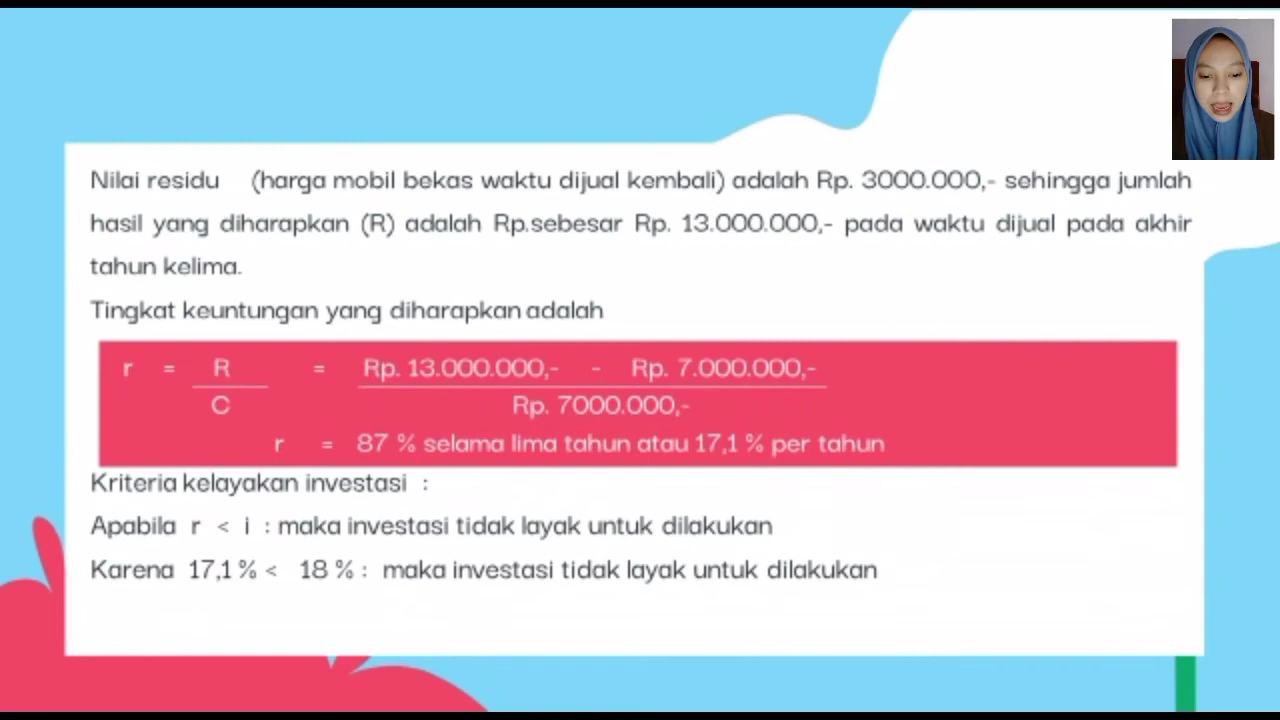 Nilai residu (harga mobil bekas waktu dijual kembali) adalah Rp. 3000.000,- sehingga jumlah
hasil yang diharapkan (R) adalah Rp.sebesar Rp. 13.000.000,- pada waktu dijual pada akhir
tahun kelima.
Tingkat keuntungan yang diharapkan adalah
r = R = Rp. 13.000.000,- - Rp. 7.000.000,-
C Rp. 7000.000,-
r = 87 % selama lima tahun atau 17,1 % per tahun
Kriteria kelayakan investasi :
Apabila r < i : maka investasi tidak layak untuk dilakukan
Karena 17,1 % < 18 % : maka investasi tidak layak untuk dilakukan